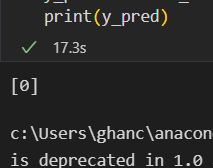 print(y_pred)
17.3s
[0]
c:\Users\ghanc\anacon
is deprecated in 1.0